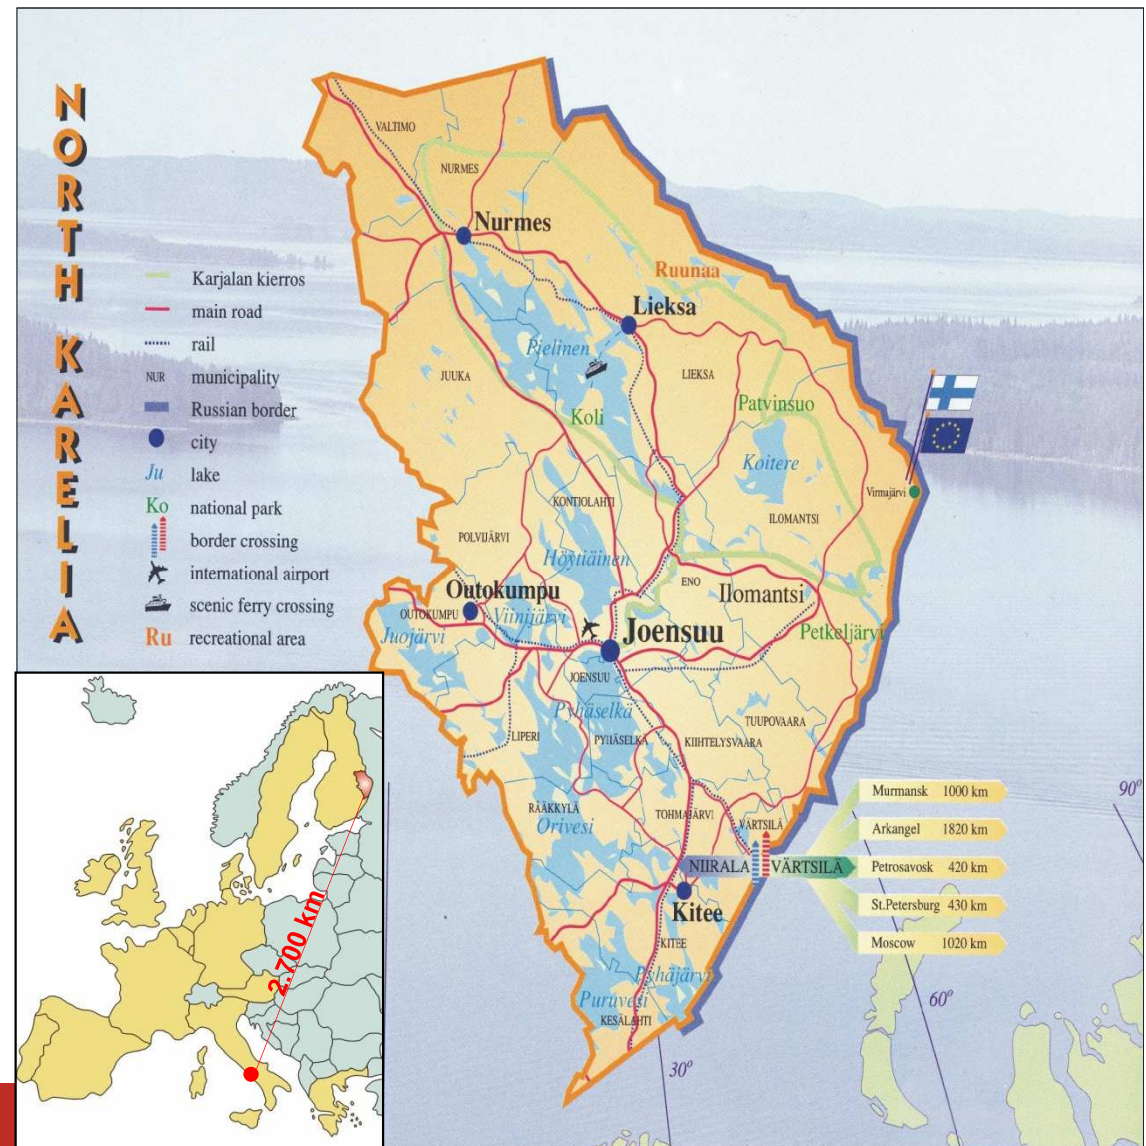 NORTH KARELIA
Karjalan kierros
main road
rail
NUR municipality
Russian border
city
Ju lake
Ko national park
border crossing
international airport
scenic ferry crossing
Ru recreational area
VALTIMO
NURMES
Nurmes
Ruunaa
Lieksa
Pielinen
JUUKA
LIEKSA
Koli
Patvinsuo
Koitere
Virmajärvi
KONTIOLAHTI
ILOMANTSI
POLVIJÄRVI
Höytiäinen
ENO
Outokumpu
Ilomantsi
OUTOKUMPU
Viinijärvi
Juojärvi
Joensuu
Petkeljärvi
JOENSUU
Pyhäselkä
TUUPOVAARA
LIPERI
PYHÄSELKÄ
KIIHTELYSVAARA
RÄÄKKYLÄ
Orivesi
TOHMAJÄRVI
VÄRTSILÄ
NIIRALA
VÄRTSILÄ
Murmansk 1000 km
Arkangel 1820 km
Petrosavosk 420 km
St.Petersburg 430 km
Moscow 1020 km
Kitee
KITEE
Pyhäjärvi
Puruvesi
KESÄLAHTI
30º
60º
90º
2.700 km